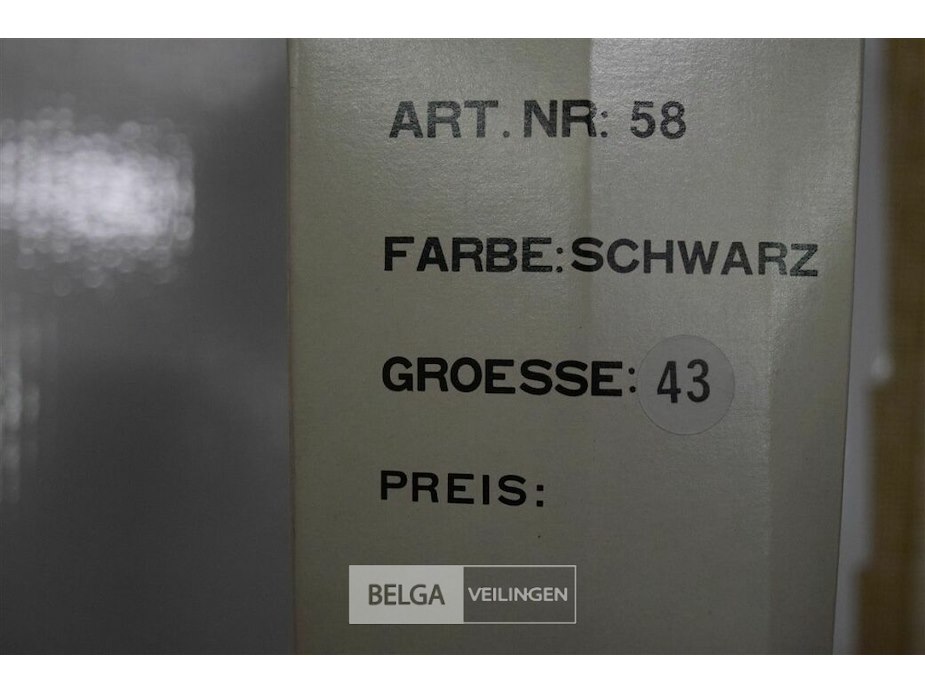 ART. NR: 58
FARBE: SCHWARZ
GROESSE: 43
PREIS:
BELGA VEILINGEN